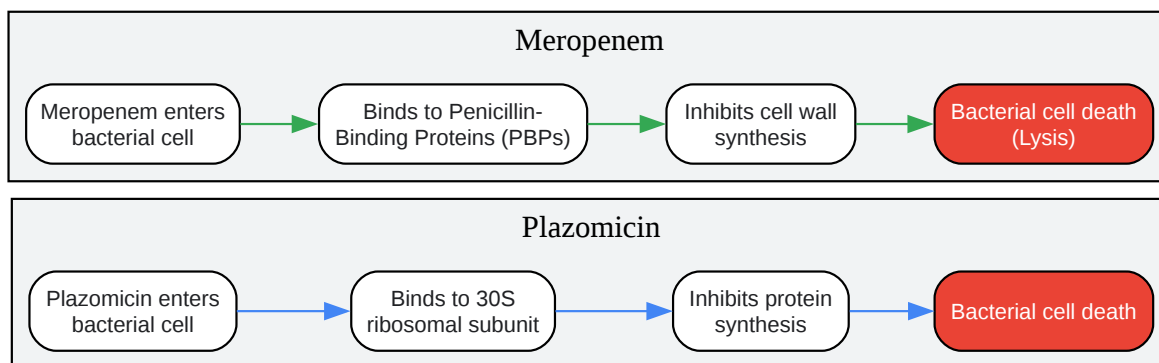 Meropenem
Meropenem enters
bacterial cell
Binds to Penicillin-
Binding Proteins (PBPs)
Inhibits cell wall
synthesis
Bacterial cell death
(Lysis)
Plazomicin
Plazomicin enters
bacterial cell
Binds to 30S
ribosomal subunit
Inhibits protein
synthesis
Bacterial cell death